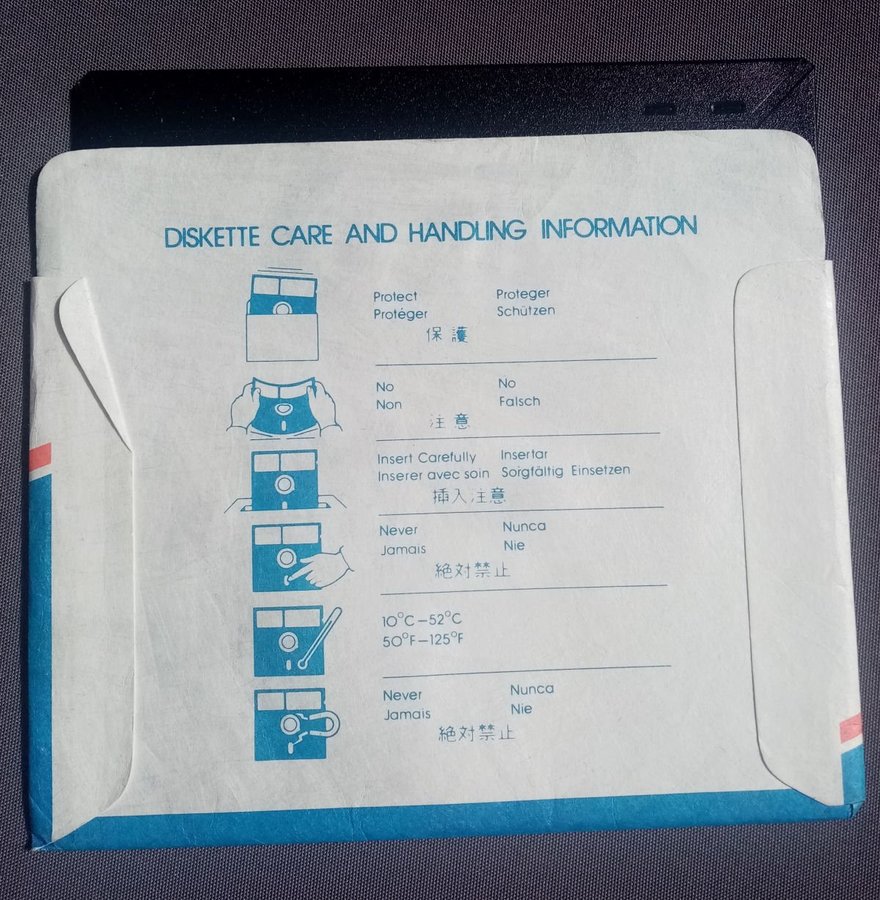 DISKETTE CARE AND HANDLING INFORMATION
Protect Proteger
Protéger Schützen
保護
No No
Non Falsch
注意
Insert Carefully Insertar
Inserer avec soin Sorgfältig Einsetzen
挿入注意
Never Nunca
Jamais Nie
絶対禁止
10°C–52°C
50°F–125°F
Never Nunca
Jamais Nie
絶対禁止